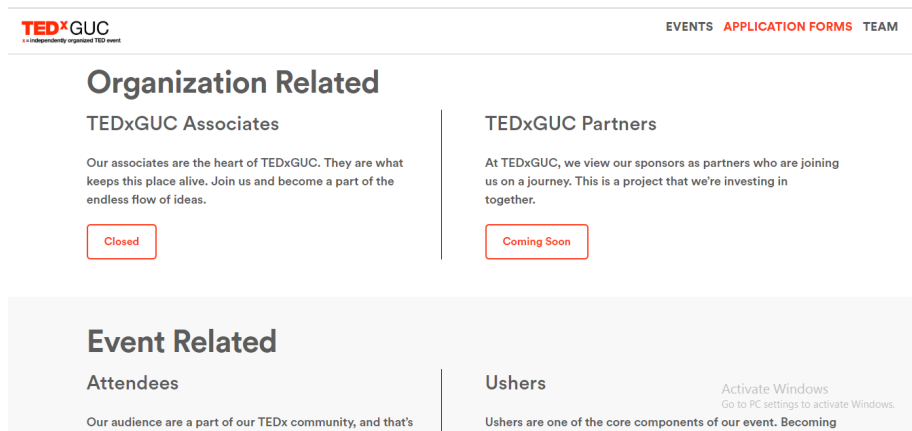 TEDxGUC
x = independently organized TED event
EVENTS APPLICATION FORMS TEAM
Organization Related
TEDxGUC Associates
Our associates are the heart of TEDxGUC. They are what
keeps this place alive. Join us and become a part of the
endless flow of ideas.
Closed
TEDxGUC Partners
At TEDxGUC, we view our sponsors as partners who are joining
us on a journey. This is a project that we're investing in
together.
Coming Soon
Event Related
Attendees
Our audience are a part of our TEDx community, and that's
Ushers
Ushers are one of the core components of our event. Becoming
Activate Windows
Go to PC settings to activate Windows.